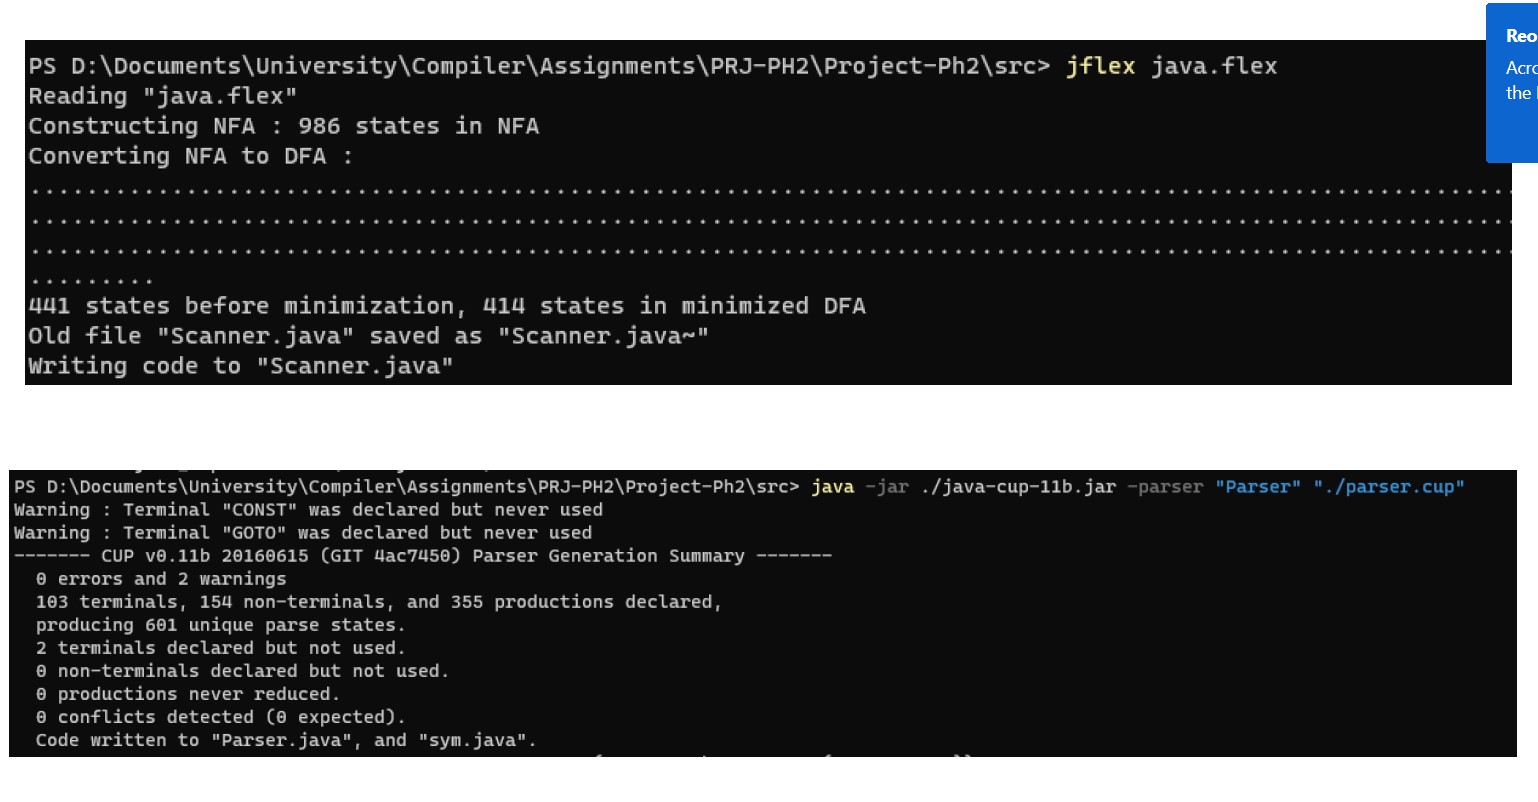 Reo
Acro
the
PS D:\Documents\University\Compiler\Assignments\PRJ-PH2\Project-Ph2\src> jflex java.flex
Reading "java.flex"
Constructing NFA : 986 states in NFA
Converting NFA to DFA :
....................................................................................................
....................................................................................................
....................................................................................................
.........
441 states before minimization, 414 states in minimized DFA
Old file "Scanner.java" saved as "Scanner.java~"
Writing code to "Scanner.java"
PS D:\Documents\University\Compiler\Assignments\PRJ-PH2\Project-Ph2\src> java -jar ./java-cup-11b.jar -parser "Parser" "./parser.cup"
Warning : Terminal "CONST" was declared but never used
Warning : Terminal "GOTO" was declared but never used
------- CUP v0.11b 20160615 (GIT 4ac7450) Parser Generation Summary -------
  0 errors and 2 warnings
  103 terminals, 154 non-terminals, and 355 productions declared,
  producing 601 unique parse states.
  2 terminals declared but not used.
  0 non-terminals declared but not used.
  0 productions never reduced.
  0 conflicts detected (0 expected).
  Code written to "Parser.java", and "sym.java".